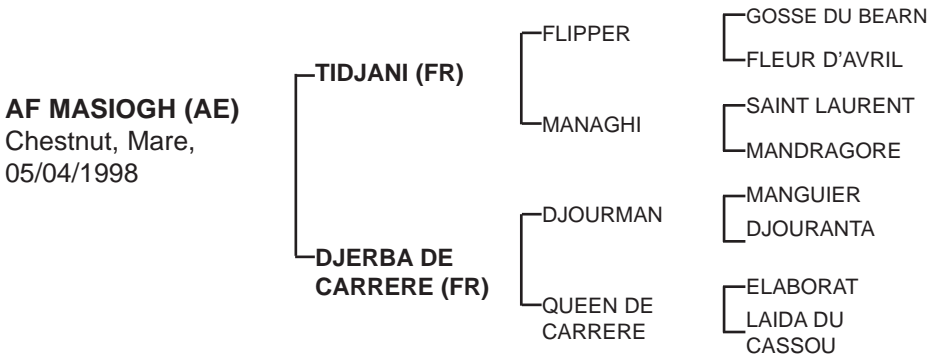 AF MASIOGH (AE)
Chestnut, Mare,
05/04/1998
TIDJANI (FR)
DJERBA DE
CARRERE (FR)
FLIPPER
MANAGHI
DJOURMAN
QUEEN DE
CARRERE
GOSSE DU BEARN
FLEUR D'AVRIL
SAINT LAURENT
MANDRAGORE
MANGUIER
DJOURANTA
ELABORAT
LAIDA DU
CASSOU